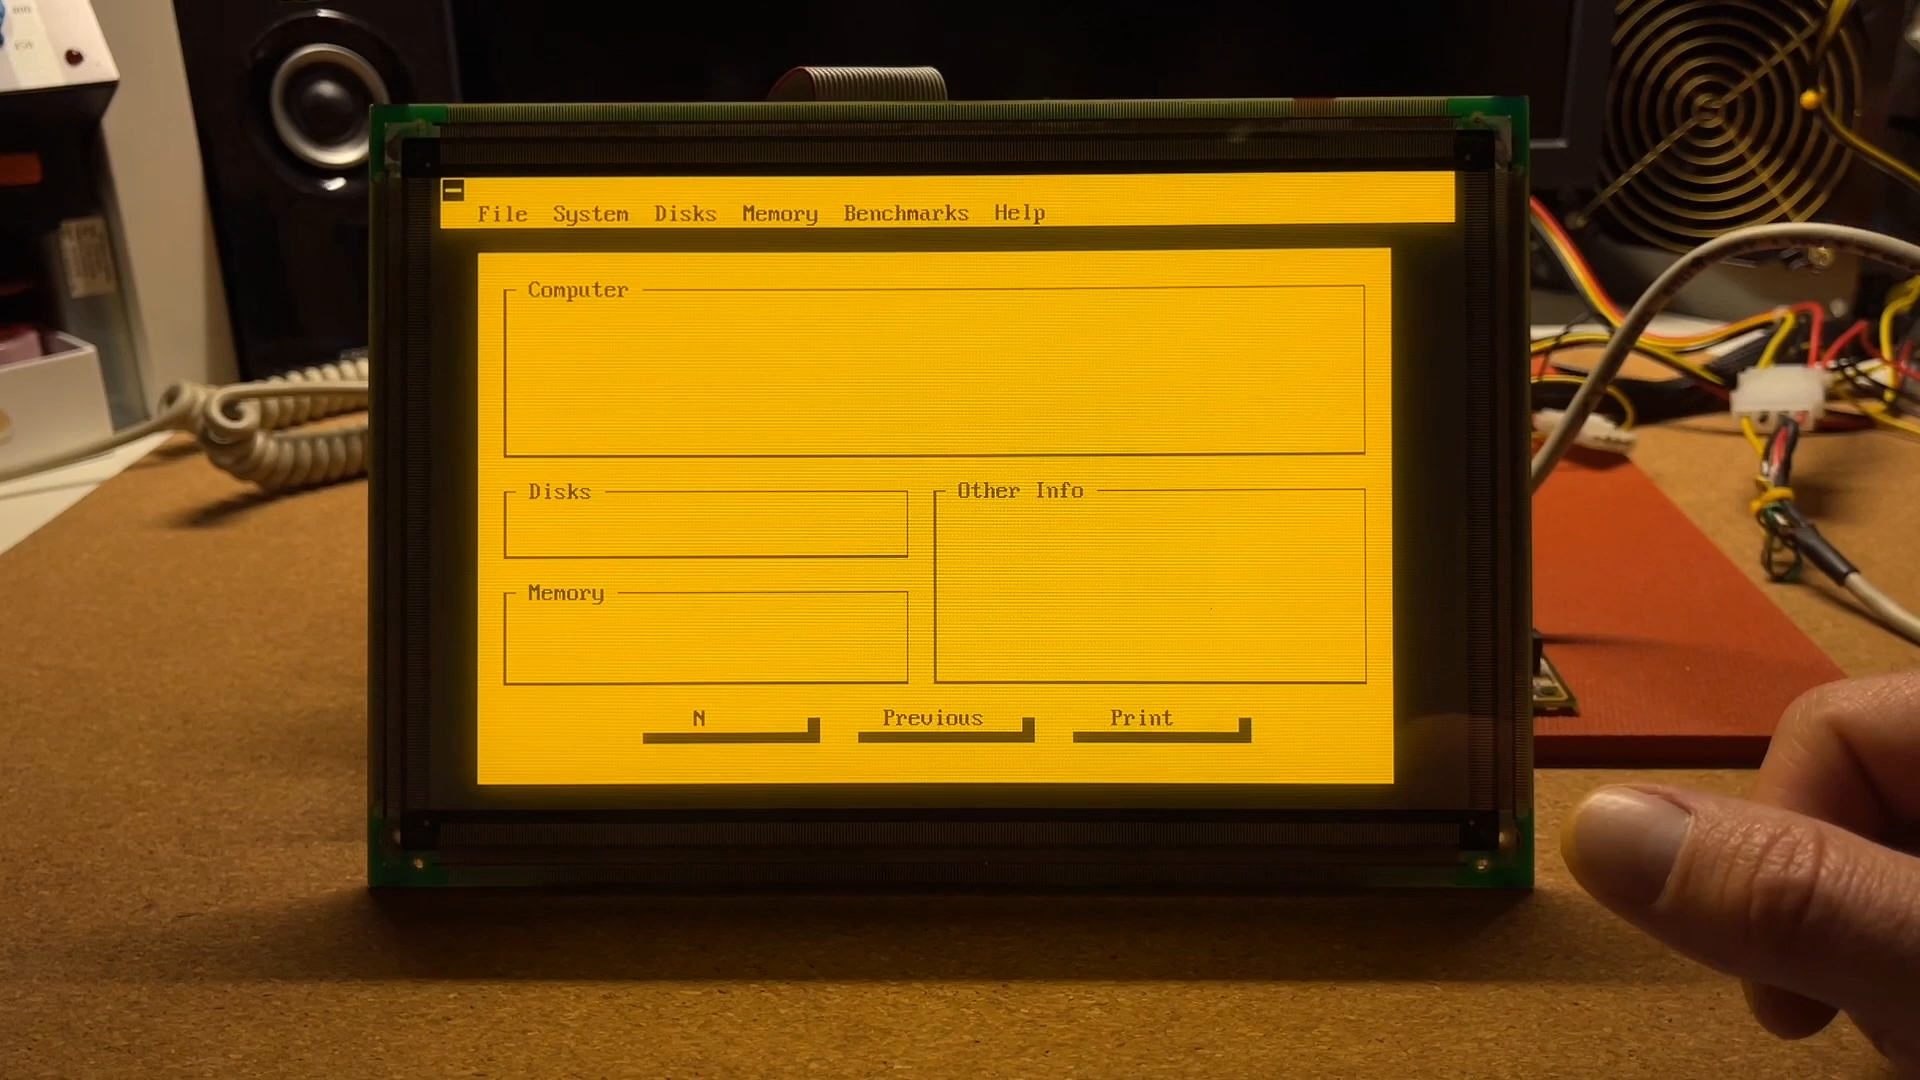 File System Disks Memory Benchmarks Help
Computer
Disks
Other Info
Memory
N Previous Print